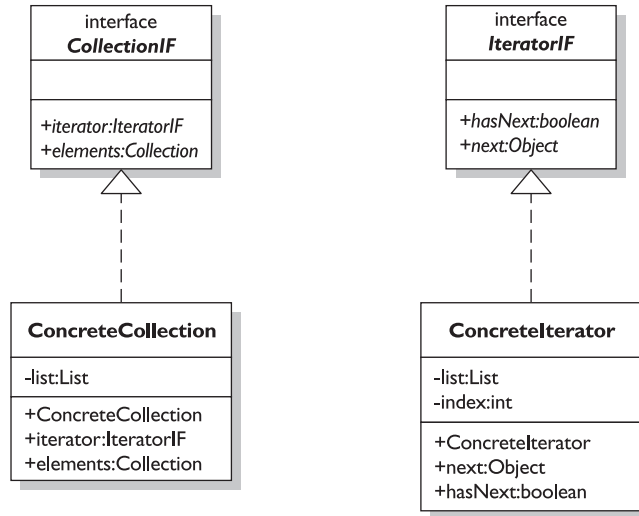 interface
CollectionIF
+iterator:IteratorIF
+elements:Collection
interface
IteratorIF
+hasNext:boolean
+next:Object
ConcreteCollection
-list:List
+ConcreteCollection
+iterator:IteratorIF
+elements:Collection
ConcreteIterator
-list:List
-index:int
+ConcreteIterator
+next:Object
+hasNext:boolean